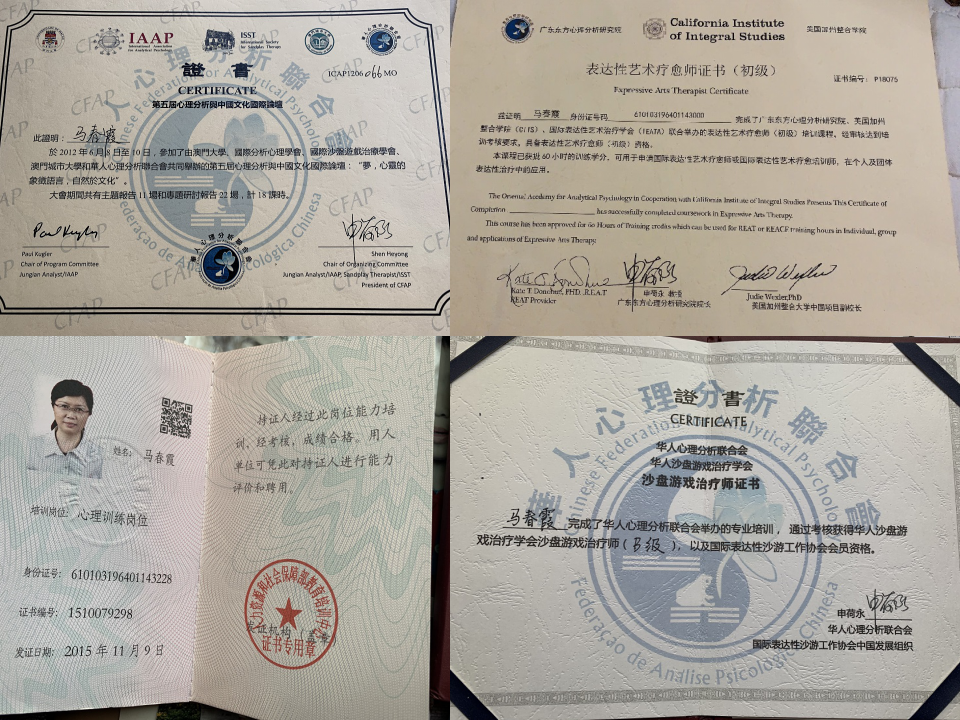 IAAP
International Association
for Analytical Psychology
ISST
International Society
for Sandplay Therapy
證 書
ICAP1206066MO
CERTIFICATE
第五屆心理分析與中國文化國際論壇
此證明：马春霞
於 2012 年 6 月 8 日至 10 日，參加了由澳門大學、國際分析心理學會、國際沙盤遊戲治療學會、
澳門城市大學和華人心理分析聯合會共同舉辦的第五屆心理分析與中國文化國際論壇：“夢，心靈的
象徵語言，自然於文化”。
大會期間共有主題報告 11 場和專題研討報告 22 場，計 18 課時。
Paul Kugler
Chair of Program Committee
Jungian Analyst/IAAP
Shen Heyong
Chair of Organizing Committee
Jungian Analyst/IAAP, Sandplay Therapist/ISST
President of CFAP
广东东方心理分析研究院
California Institute
of Integral Studies
美国加州整合学院
表达性艺术疗愈师证书（初级）
证书编号： P18075
Expressive Arts Therapist Certificate
兹证明 马春霞 身份证号码 610103196401143000 完成了广东东方心理分析研究院、美国加州
整合学院（CIIS）、国际表达性艺术治疗学会（IEATA）联合举办的表达性艺术疗愈师（初级）培训课程，经审核达到培
训考核要求，具备表达性艺术疗愈师（初级）资格。
本课程已获批 60 小时的训练学分，可用于申请国际表达性艺术疗愈师或国际表达性艺术疗愈培训师，在个人及团体
表达性治疗中的应用。
The Oriental Academy for Analytical Psychology in Cooperation with California Institute of Integral Studies Presents This Certificate of
Completion has successfully completed coursework in Expressive Arts Therapy.
This course has been approved for 60 Hours of Training credits which can be used for REAT or REACE training hours in Individual, group
and applications of Expressive Arts Therapy.
Kate T. Donohue, PHD., R.E.A.T
REAT Provider
申荷永 教授
广东东方心理分析研究院院长
Judie Wexler,PhD
美国加州整合大学中国项目副校长
姓名： 马春霞
培训岗位： 心理训练岗位
身份证号： 610103196401143228
证书编号： 1510079298
发证日期： 2015 年 11 月 9 日
持证人经过此岗位能力培
训、经考核，成绩合格。用人
单位可凭此对持证人进行能力
评价和聘用。
证书专用章
證 書
CERTIFICATE
华人心理分析联合会
华人沙盘游戏治疗学会
沙盘游戏治疗师证书
马春霞 完成了华人心理分析联合会举办的专业培训，通过考核获得华人沙盘游
戏治疗学会沙盘游戏治疗师（B级），以及国际表达性沙游工作协会会员资格。
申荷永
华人心理分析联合会
国际表达性沙游工作协会中国发展组织